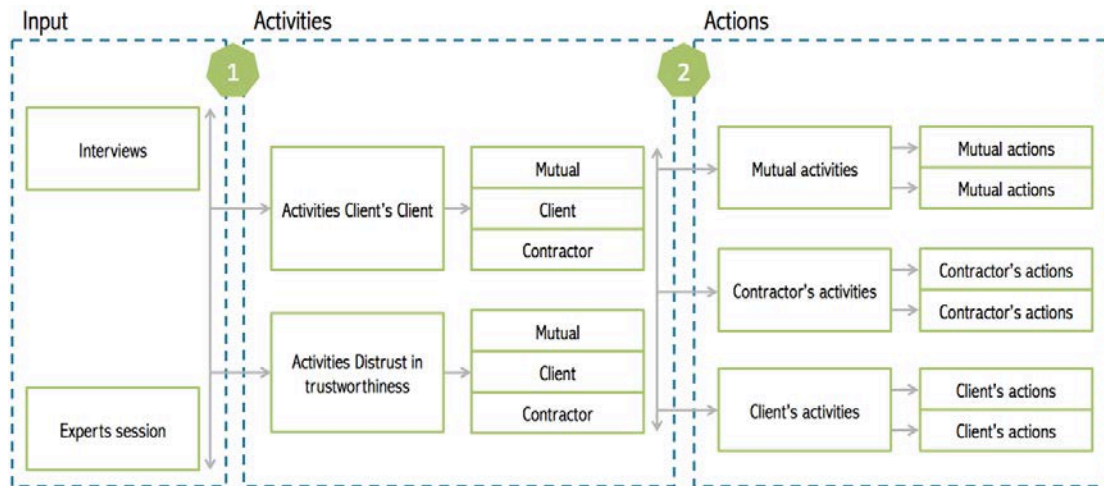 Input
Activities
Actions
1
2
Interviews
Experts session
Activities Client's Client
Mutual
Client
Contractor
Activities Distrust in
trustworthiness
Mutual
Client
Contractor
Mutual activities
Mutual actions
Mutual actions
Contractor's activities
Contractor's actions
Contractor's actions
Client's activities
Client's actions
Client's actions